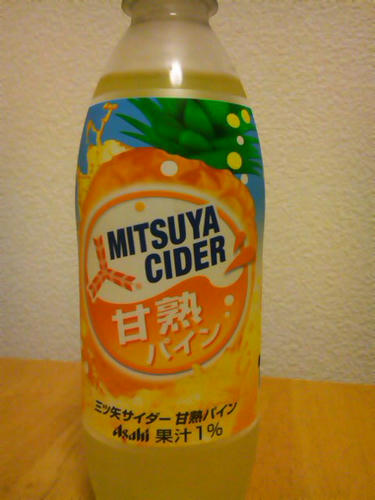 MITSUYA
CIDER
甘熟
パイン
三ツ矢サイダー 甘熟パイン
Asahi 果汁1%